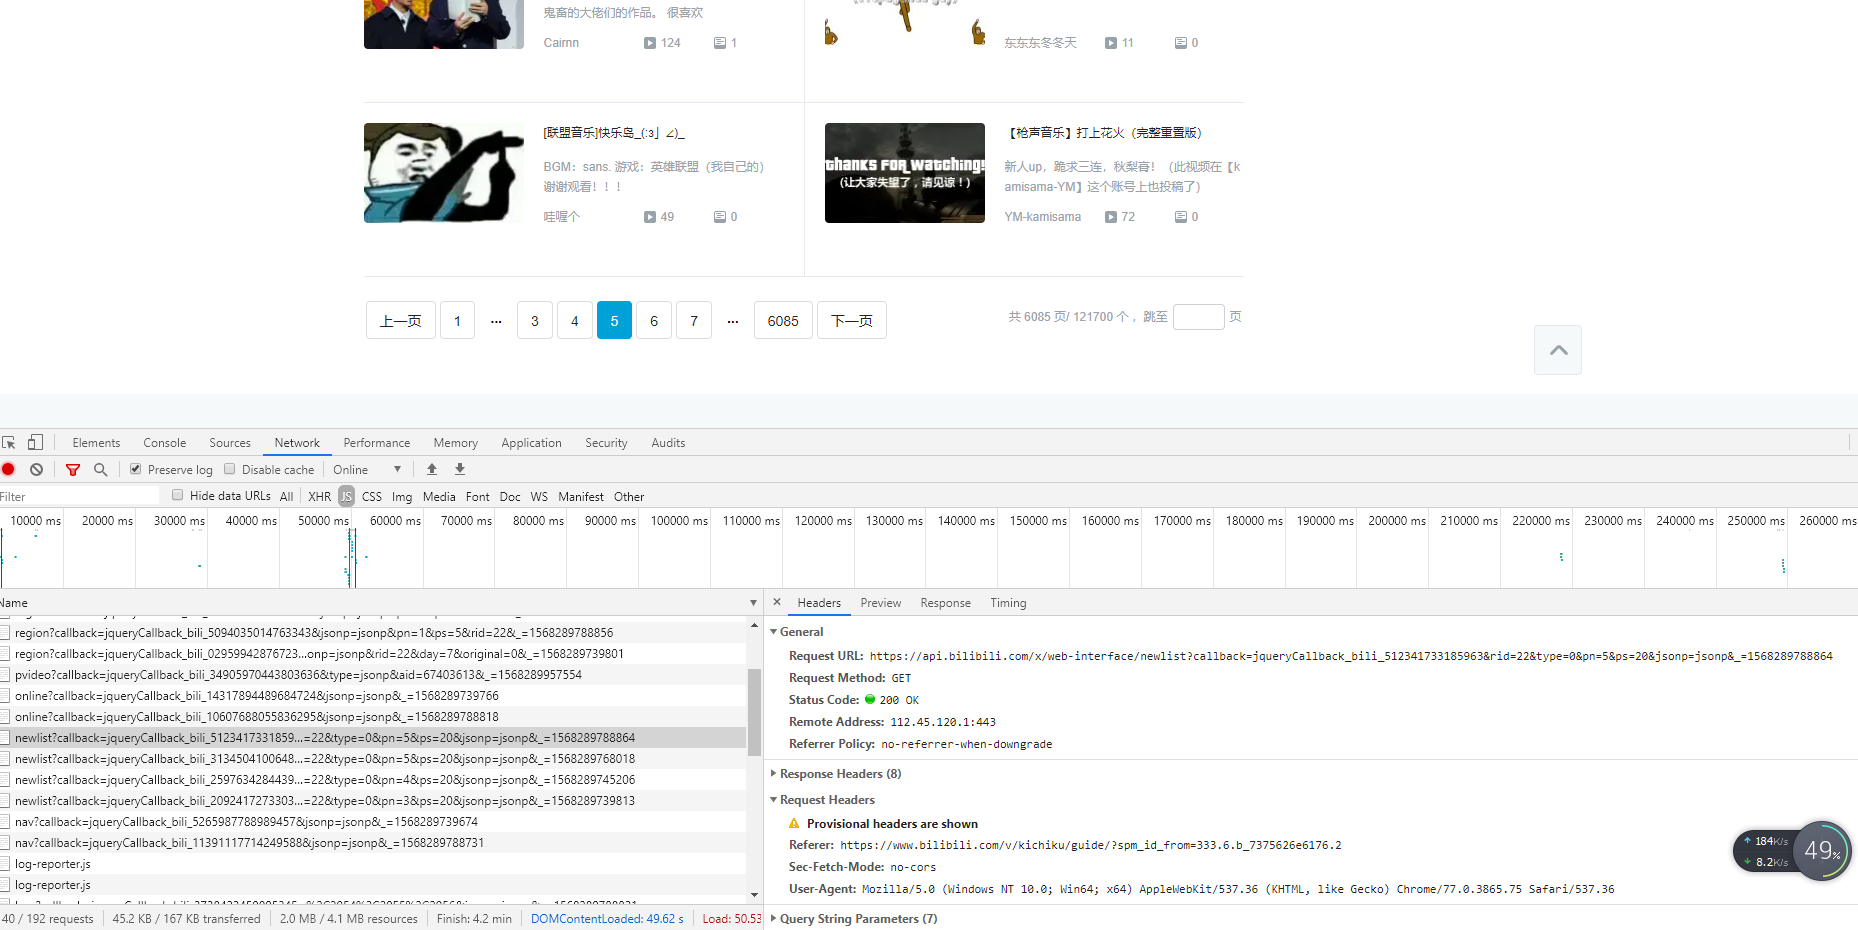 鬼畜的大佬们的作品。 很喜欢
Cairnn 124 1
东东东冬冬天 11 0
[联盟音乐]快乐岛_(:з」∠)_
BGM：sans. 游戏：英雄联盟（我自己的）
谢谢观看！！！
哇喔个 49 0
thanks for watching!
(让大家失望了，请见谅！)
【枪声音乐】打上花火（完整重置版）
新人up，跪求三连，秋梨膏！（此视频在【k
amisama-YM】这个账号上也投稿了）
YM-kamisama 72 0
上一页 1 ··· 3 4 5 6 7 ··· 6085 下一页
共 6085 页/ 121700 个，跳至 页
Elements Console Sources Network Performance Memory Application Security Audits
Preserve log Disable cache Online
Filter Hide data URLs All XHR JS CSS Img Media Font Doc WS Manifest Other
10000 ms 20000 ms 30000 ms 40000 ms 50000 ms 60000 ms 70000 ms 80000 ms 90000 ms 100000 ms 110000 ms 120000 ms 130000 ms 140000 ms 150000 ms 160000 ms 170000 ms 180000 ms 190000 ms 200000 ms 210000 ms 220000 ms 230000 ms 240000 ms 250000 ms 260000 ms
Name
region?callback=jqueryCallback_bili_5094035014763343&jsonp=jsonp&pn=1&ps=5&rid=22&_=1568289788856
region?callback=jqueryCallback_bili_02959942876723...onp=jsonp&rid=22&day=7&original=0&_=1568289739801
pvideo?callback=jqueryCallback_bili_34905970443803636&type=jsonp&aid=67403613&_=1568289957554
online?callback=jqueryCallback_bili_14317894489684724&jsonp=jsonp&_=1568289739766
online?callback=jqueryCallback_bili_1060768805836295&jsonp=jsonp&_=1568289788818
newlist?callback=jqueryCallback_bili_5123417331859...=22&type=0&pn=5&ps=20&jsonp=jsonp&_=1568289788864
newlist?callback=jqueryCallback_bili_3134504100648...=22&type=0&pn=5&ps=20&jsonp=jsonp&_=1568289768018
newlist?callback=jqueryCallback_bili_2597634284439...=22&type=0&pn=4&ps=20&jsonp=jsonp&_=1568289745206
newlist?callback=jqueryCallback_bili_2092417273303...=22&type=0&pn=3&ps=20&jsonp=jsonp&_=1568289739813
nav?callback=jqueryCallback_bili_5265987788989457&jsonp=jsonp&_=1568289739674
nav?callback=jqueryCallback_bili_11391117714249588&jsonp=jsonp&_=1568289788731
log-reporter.js
log-reporter.js
40 / 192 requests 45.2 KB / 167 KB transferred 2.0 MB / 4.1 MB resources Finish: 4.2 min DOMContentLoaded: 49.62 s Load: 50.53
× Headers Preview Response Timing
General
Request URL: https://api.bilibili.com/x/web-interface/newlist?callback=jqueryCallback_bili_512341733185963&rid=22&type=0&pn=5&ps=20&jsonp=jsonp&_=1568289788864
Request Method: GET
Status Code: 200 OK
Remote Address: 112.45.120.1:443
Referrer Policy: no-referrer-when-downgrade
Response Headers (8)
Request Headers
Provisional headers are shown
Referer: https://www.bilibili.com/v/kichiku/guide/?spm_id_from=333.6.b_7375626e6176.2
Sec-Fetch-Mode: no-cors
User-Agent: Mozilla/5.0 (Windows NT 10.0; Win64; x64) AppleWebKit/537.36 (KHTML, like Gecko) Chrome/77.0.3865.75 Safari/537.36
Query String Parameters (7)
184K/s
8.2K/s
49%